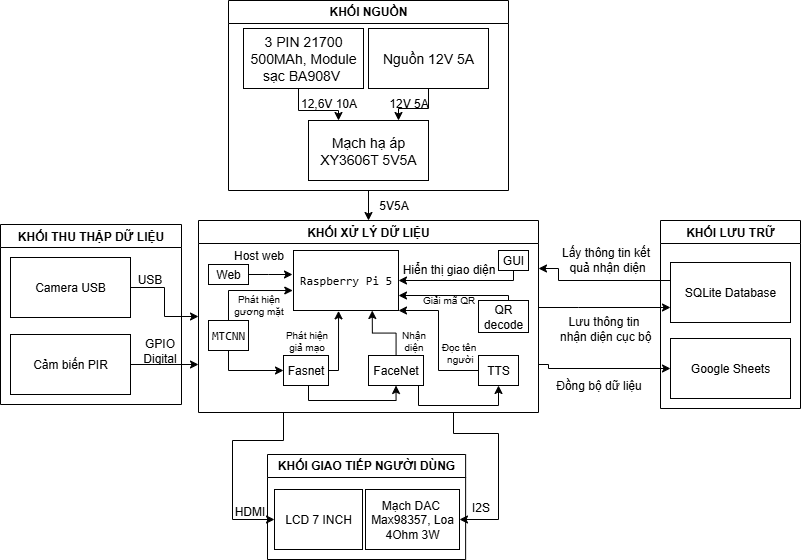 KHỐI NGUỒN
3 PIN 21700
500MAh, Module
sạc BA908V
Nguồn 12V 5A
12,6V 10A
12V 5A
Mạch hạ áp
XY3606T 5V5A
5V5A
KHỐI THU THẬP DỮ LIỆU
Camera USB
USB
Cảm biến PIR
GPIO
Digital
KHỐI XỬ LÝ DỮ LIỆU
Host web
Web
Raspberry Pi 5
Hiển thị giao diện
GUI
Phát hiện
gương mặt
Giải mã QR
QR
decode
MTCNN
Phát hiện
giả mạo
Nhận
diện
Đọc tên
người
Fasnet
FaceNet
TTS
Lấy thông tin kết
quả nhận diện
Lưu thông tin
nhận diện cục bộ
Đồng bộ dữ liệu
KHỐI LƯU TRỮ
SQLite Database
Google Sheets
KHỐI GIAO TIẾP NGƯỜI DÙNG
HDMI
LCD 7 INCH
Mạch DAC
Max98357, Loa
4Ohm 3W
I2S